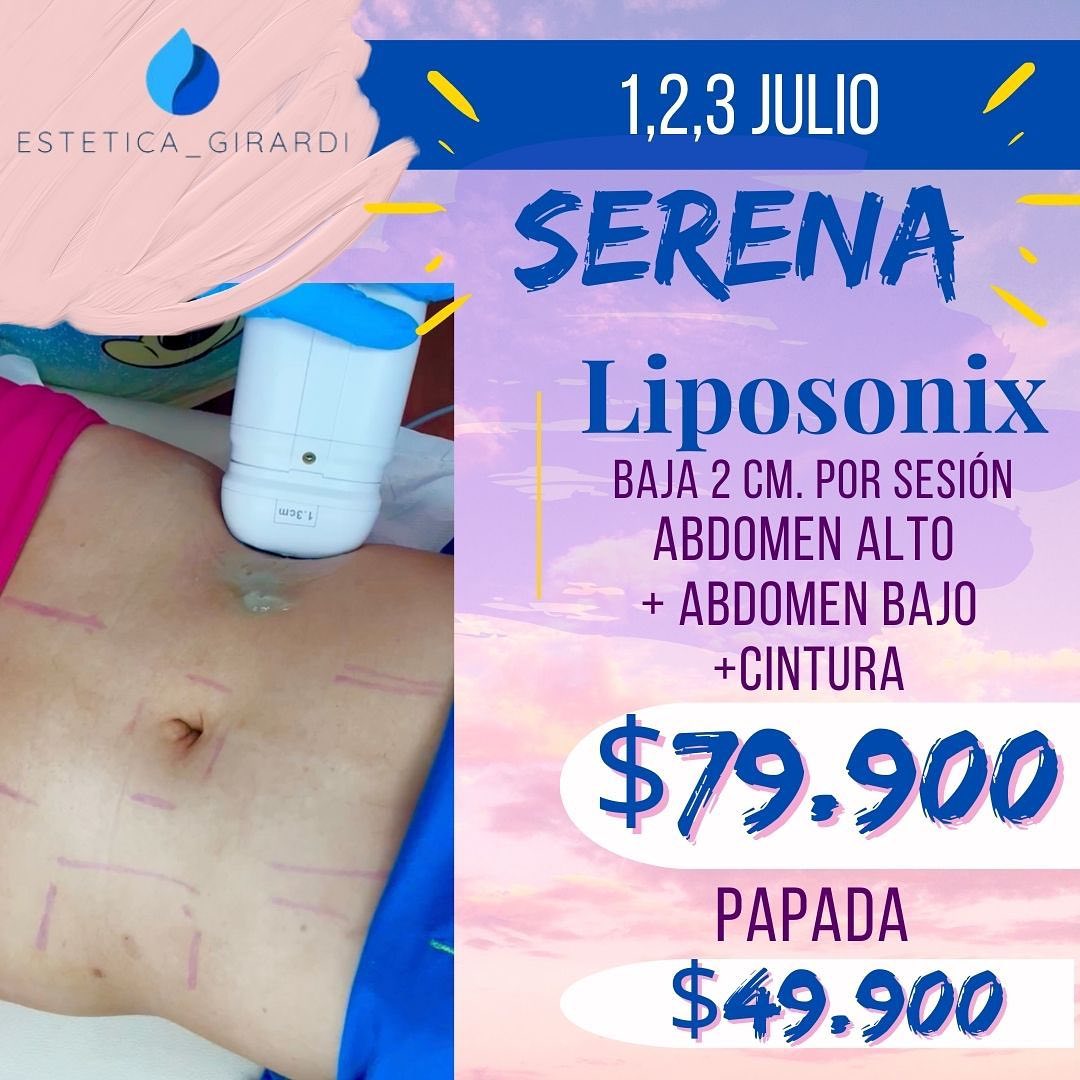 ESTETICA_GIRARDI
1,2,3 JULIO
SERENA
Liposonix
BAJA 2 CM. POR SESIÓN
ABDOMEN ALTO
+ ABDOMEN BAJO
+CINTURA
$79.900
PAPADA
$49.900
1.3cm